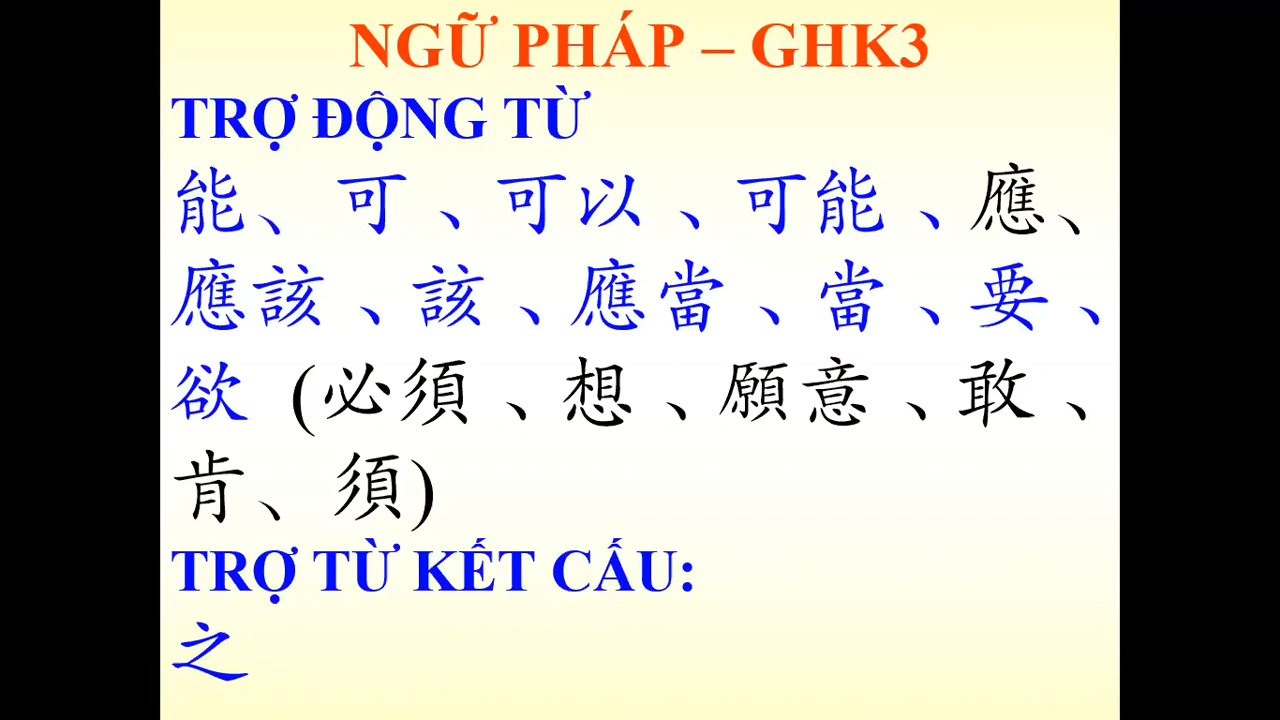 NGỮ PHÁP – GHK3
TRỢ ĐỘNG TỪ
能、可、可以、可能、應、
應該、該、應當、當、要、
欲 (必須、想、願意、敢、
肯、須)
TRỢ TỪ KẾT CẤU:
之